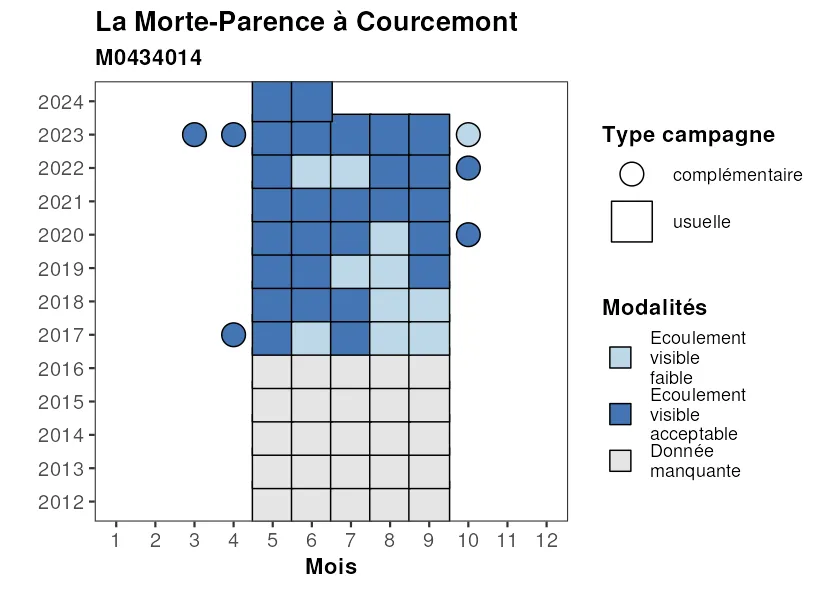 La Morte-Parence à Courcemont
M0434014
2024
2023
2022
2021
2020
2019
2018
2017
2016
2015
2014
2013
2012
1 2 3 4 5 6 7 8 9 10 11 12
Mois
Type campagne
complémentaire
usuelle
Modalités
Ecoulement
visible
faible
Ecoulement
visible
acceptable
Donnée
manquante